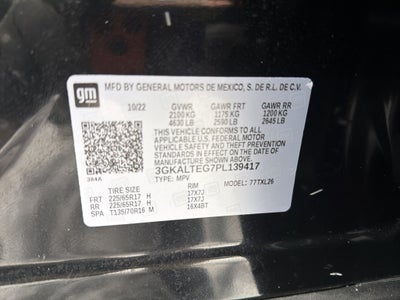 gm
MFD BY GENERAL MOTORS DE MEXICO, S. DE R.L. DE C.V.
10/22 GVWR GAWR FRT GAWR RR
2100 KG 1175 KG 1200 KG
4630 LB 2590 LB 2645 LB
THIS VEHICLE CONFORMS TO ALL
APPLICABLE U.S. FEDERAL MOTOR
VEHICLE SAFETY AND THEFT PREVENTION
STANDARDS IN EFFECT ON THE DATE OF
MANUFACTURE SHOWN ABOVE.
3GKALTEG7PL139417
384A TYPE: MPV MODEL: 77TXL26
TIRE SIZE RIM
FRT 225/65R17 H 17X7J
RR 225/65R17 H 17X7J
SPA T135/70R16 M 16X4BT